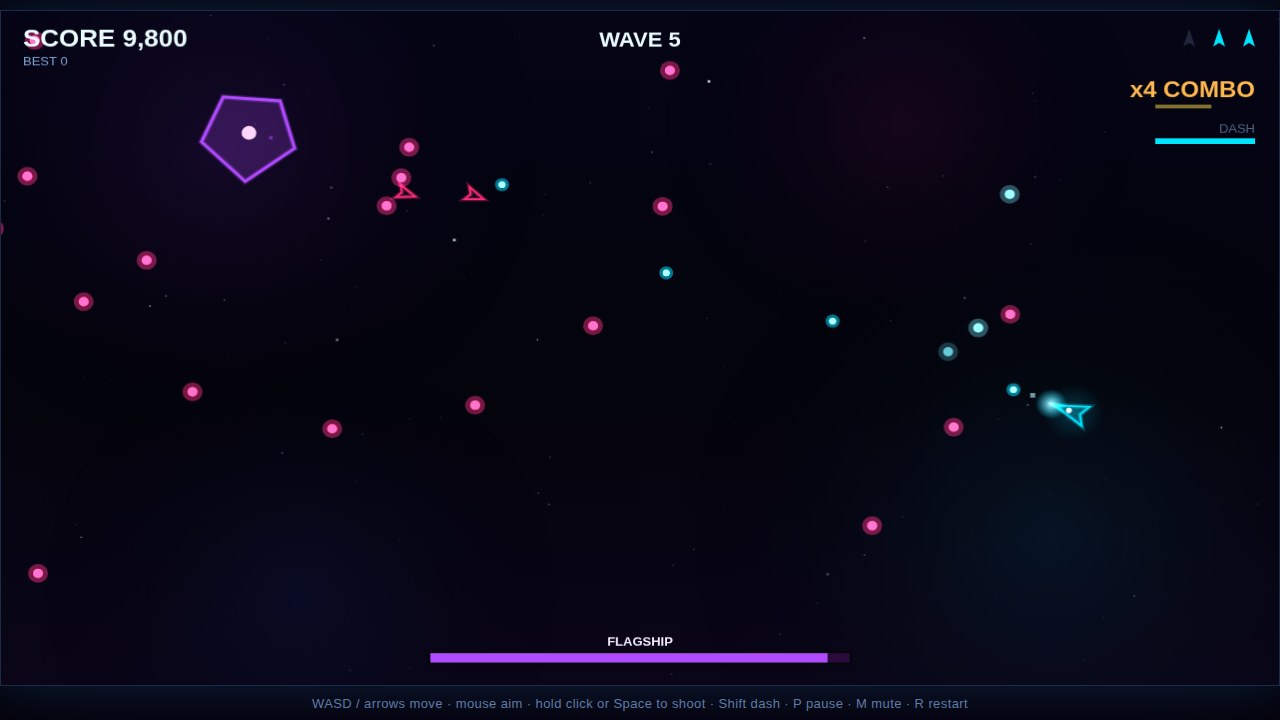 SCORE 9,800
BEST 0
WAVE 5
x4 COMBO
DASH
FLAGSHIP
WASD / arrows move · mouse aim · hold click or Space to shoot · Shift dash · P pause · M mute · R restart